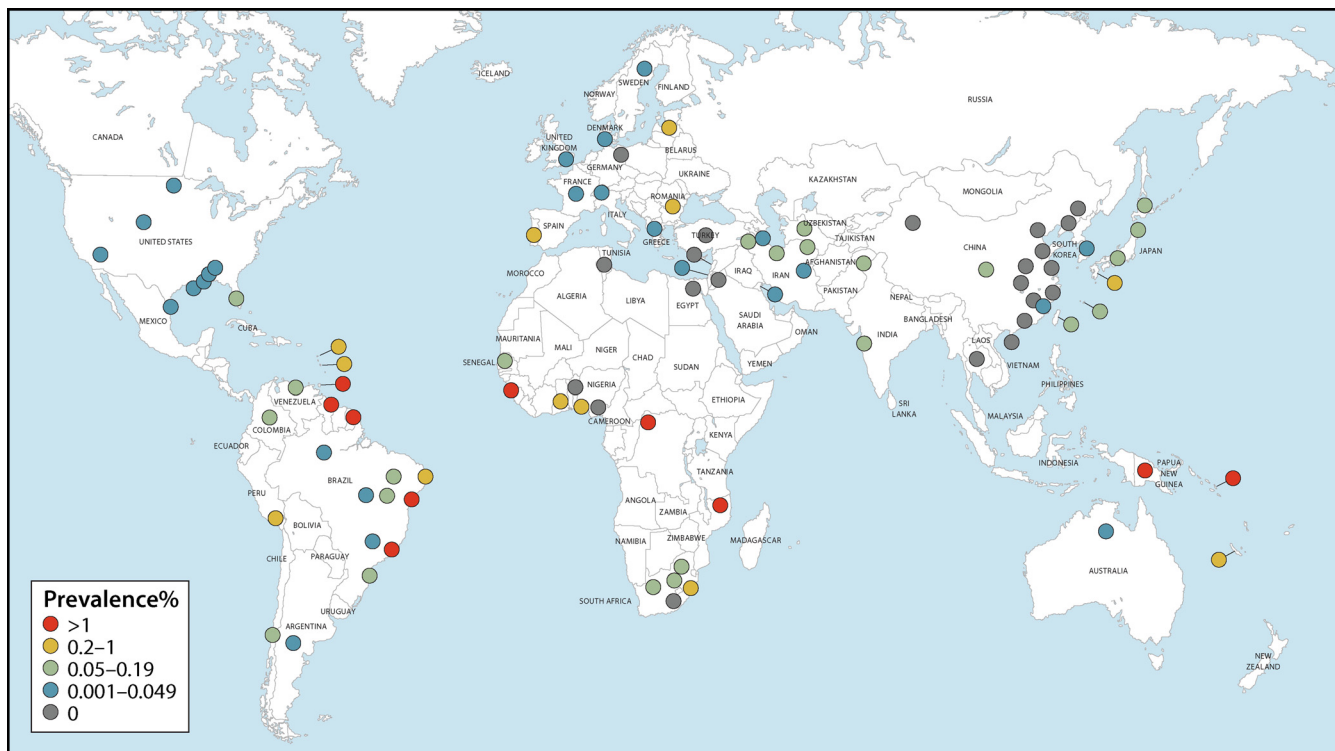 ICELAND
SWEDEN
FINLAND
NORWAY
RUSSIA
CANADA
UNITED
KINGDOM
DENMARK
BELARUS
GERMANY
UKRAINE
KAZAKHSTAN
FRANCE
MONGOLIA
ROMANIA
ITALY
SPAIN
UZBEKISTAN
UNITED STATES
GREECE
TURKEY
TAJIKISTAN
CHINA
SOUTH
KOREA
JAPAN
TUNISIA
AFGHANISTAN
MOROCCO
IRAQ
IRAN
ALGERIA
LIBYA
EGYPT
PAKISTAN
NEPAL
MEXICO
CUBA
SAUDI
ARABIA
BANGLADESH
OMAN
INDIA
MAURITANIA
MALI
NIGER
CHAD
SUDAN
YEMEN
LAOS
VIETNAM
SENEGAL
NIGERIA
ETHIOPIA
PHILIPPINES
VENEZUELA
SRI
LANKA
MALAYSIA
COLOMBIA
CAMEROON
KENYA
ECUADOR
INDONESIA
PAPUA
NEW
GUINEA
TANZANIA
BRAZIL
PERU
ANGOLA
ZAMBIA
BOLIVIA
NAMIBIA
ZIMBABWE
MADAGASCAR
CHILE
PARAGUAY
AUSTRALIA
SOUTH AFRICA
URUGUAY
ARGENTINA
NEW
ZEALAND
Prevalence%
>1
0.2–1
0.05–0.19
0.001–0.049
0